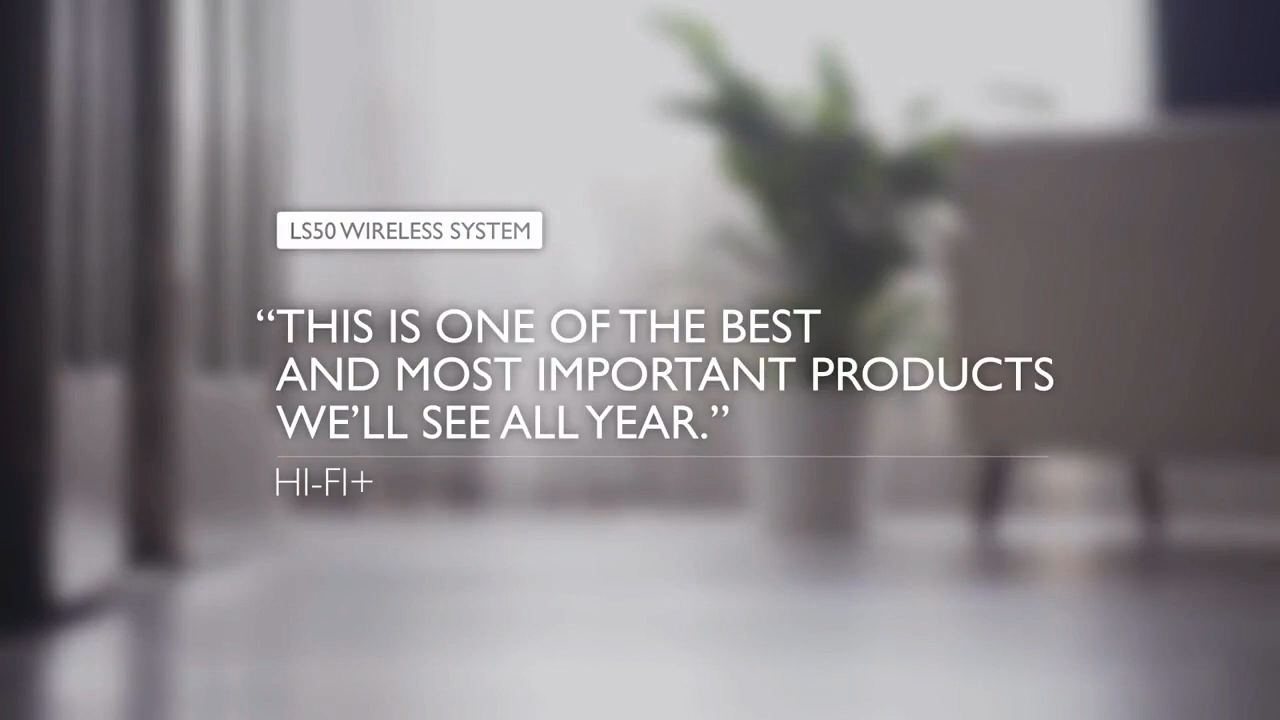 LS50 WIRELESS SYSTEM
“THIS IS ONE OF THE BEST
AND MOST IMPORTANT PRODUCTS
WE’LL SEE ALL YEAR.”
HI-FI+